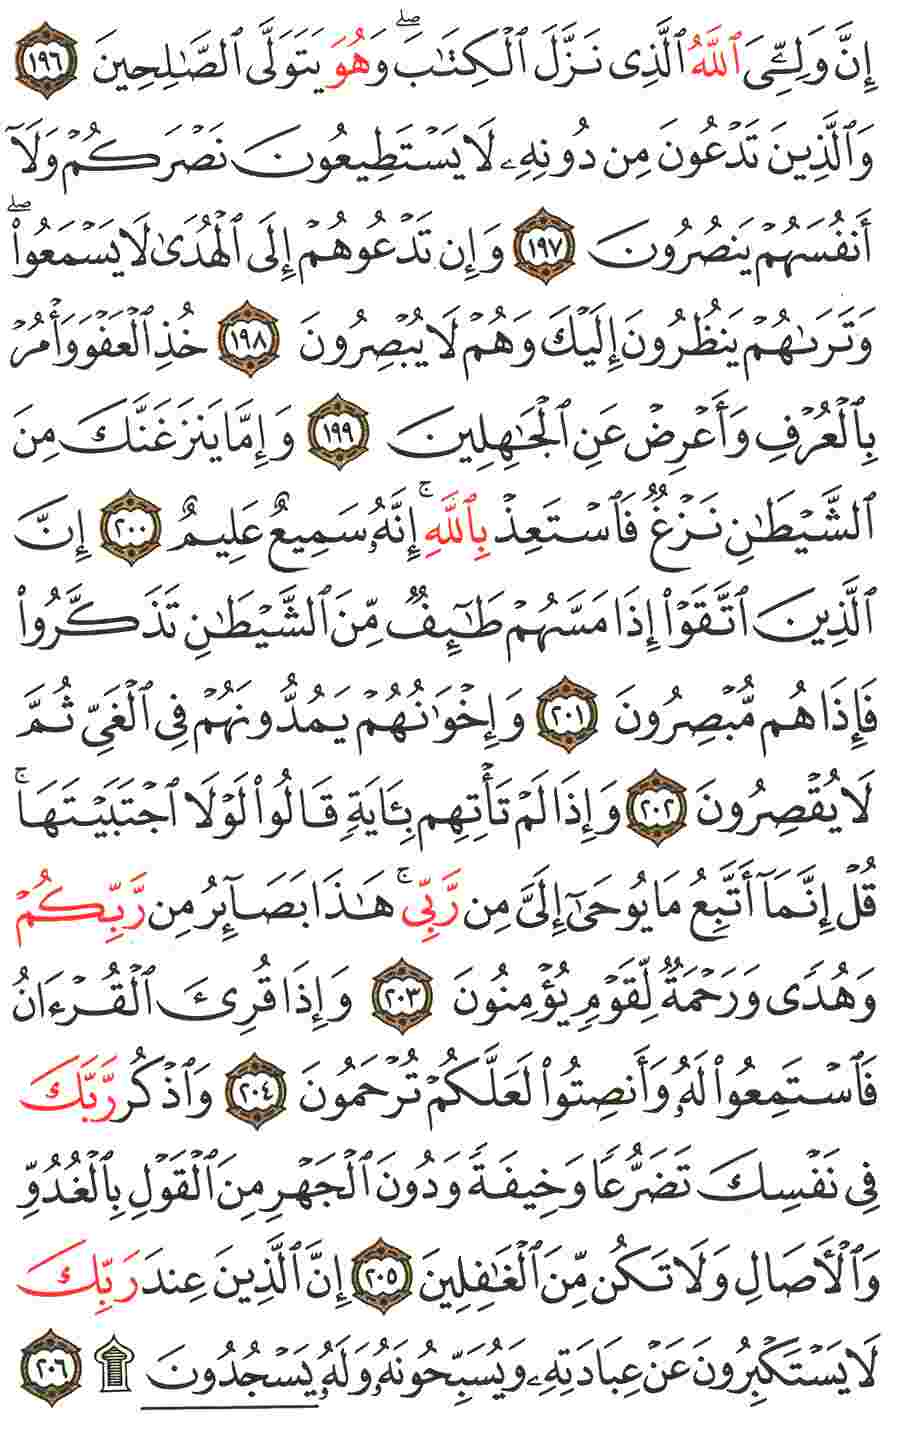 إِنَّ وَلِـِّۧىَ ٱللَّهُ ٱلَّذِى نَزَّلَ ٱلْكِتَٰبَ ۖ وَهُوَ يَتَوَلَّى ٱلصَّٰلِحِينَ ١٩٦
وَٱلَّذِينَ تَدْعُونَ مِن دُونِهِۦ لَا يَسْتَطِيعُونَ نَصْرَكُمْ وَلَآ
أَنفُسَهُمْ يَنصُرُونَ ١٩٧ وَإِن تَدْعُوهُمْ إِلَى ٱلْهُدَىٰ لَا يَسْمَعُوا۟ ۖ
وَتَرَىٰهُمْ يَنظُرُونَ إِلَيْكَ وَهُمْ لَا يُبْصِرُونَ ١٩٨ خُذِ ٱلْعَفْوَ وَأْمُرْ
بِٱلْعُرْفِ وَأَعْرِضْ عَنِ ٱلْجَٰهِلِينَ ١٩٩ وَإِمَّا يَنزَغَنَّكَ مِنَ
ٱلشَّيْطَٰنِ نَزْغٌ فَٱسْتَعِذْ بِٱللَّهِ ۚ إِنَّهُۥ سَمِيعٌ عَلِيمٌ ٢٠٠ إِنَّ
ٱلَّذِينَ ٱتَّقَوْا۟ إِذَا مَسَّهُمْ طَٰٓئِفٌ مِّنَ ٱلشَّيْطَٰنِ تَذَكَّرُوا۟
فَإِذَا هُم مُّبْصِرُونَ ٢٠١ وَإِخْوَٰنُهُمْ يَمُدُّونَهُمْ فِى ٱلْغَىِّ ثُمَّ
لَا يُقْصِرُونَ ٢٠٢ وَإِذَا لَمْ تَأْتِهِم بِـَٔايَةٍ قَالُوا۟ لَوْلَا ٱجْتَبَيْتَهَا ۚ
قُلْ إِنَّمَآ أَتَّبِعُ مَا يُوحَىٰٓ إِلَىَّ مِن رَّبِّى ۚ هَٰذَا بَصَآئِرُ مِن رَّبِّكُمْ
وَهُدًى وَرَحْمَةٌ لِّقَوْمٍ يُؤْمِنُونَ ٢٠٣ وَإِذَا قُرِئَ ٱلْقُرْءَانُ
فَٱسْتَمِعُوا۟ لَهُۥ وَأَنصِتُوا۟ لَعَلَّكُمْ تُرْحَمُونَ ٢٠٤ وَٱذْكُر رَّبَّكَ
فِى نَفْسِكَ تَضَرُّعًا وَخِيفَةً وَدُونَ ٱلْجَهْرِ مِنَ ٱلْقَوْلِ بِٱلْغُدُوِّ
وَٱلْءَاصَالِ وَلَا تَكُن مِّنَ ٱلْغَٰفِلِينَ ٢٠٥ إِنَّ ٱلَّذِينَ عِندَ رَبِّكَ
لَا يَسْتَكْبِرُونَ عَنْ عِبَادَتِهِۦ وَيُسَبِّحُونَهُۥ وَلَهُۥ يَسْجُدُونَ ۩ ٢٠٦